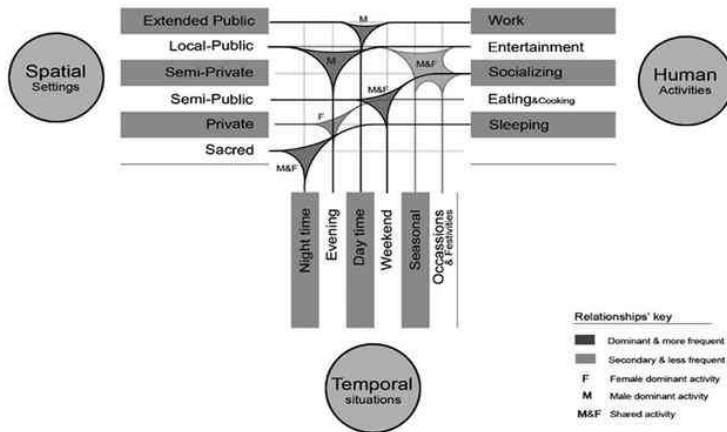 Extended Public
Local-Public
Semi-Private
Semi-Public
Private
Sacred
Spatial
Settings
Work
Entertainment
Socializing
Eating&Cooking
Sleeping
Human
Activities
M
M
M&F
M&F
F
M&F
Night time
Evening
Day time
Weekend
Seasonal
Occassions
& Festivities
Temporal
situations
Relationships' key
Dominant & more frequent
Secondary & less frequent
F Female dominant activity
M Male dominant activity
M&F Shared activity